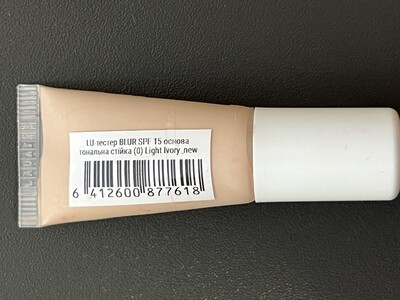 LU-тестер BLUR SPF 15 основа
тональна стійка (0) Light Ivory_new
6 412600 877618